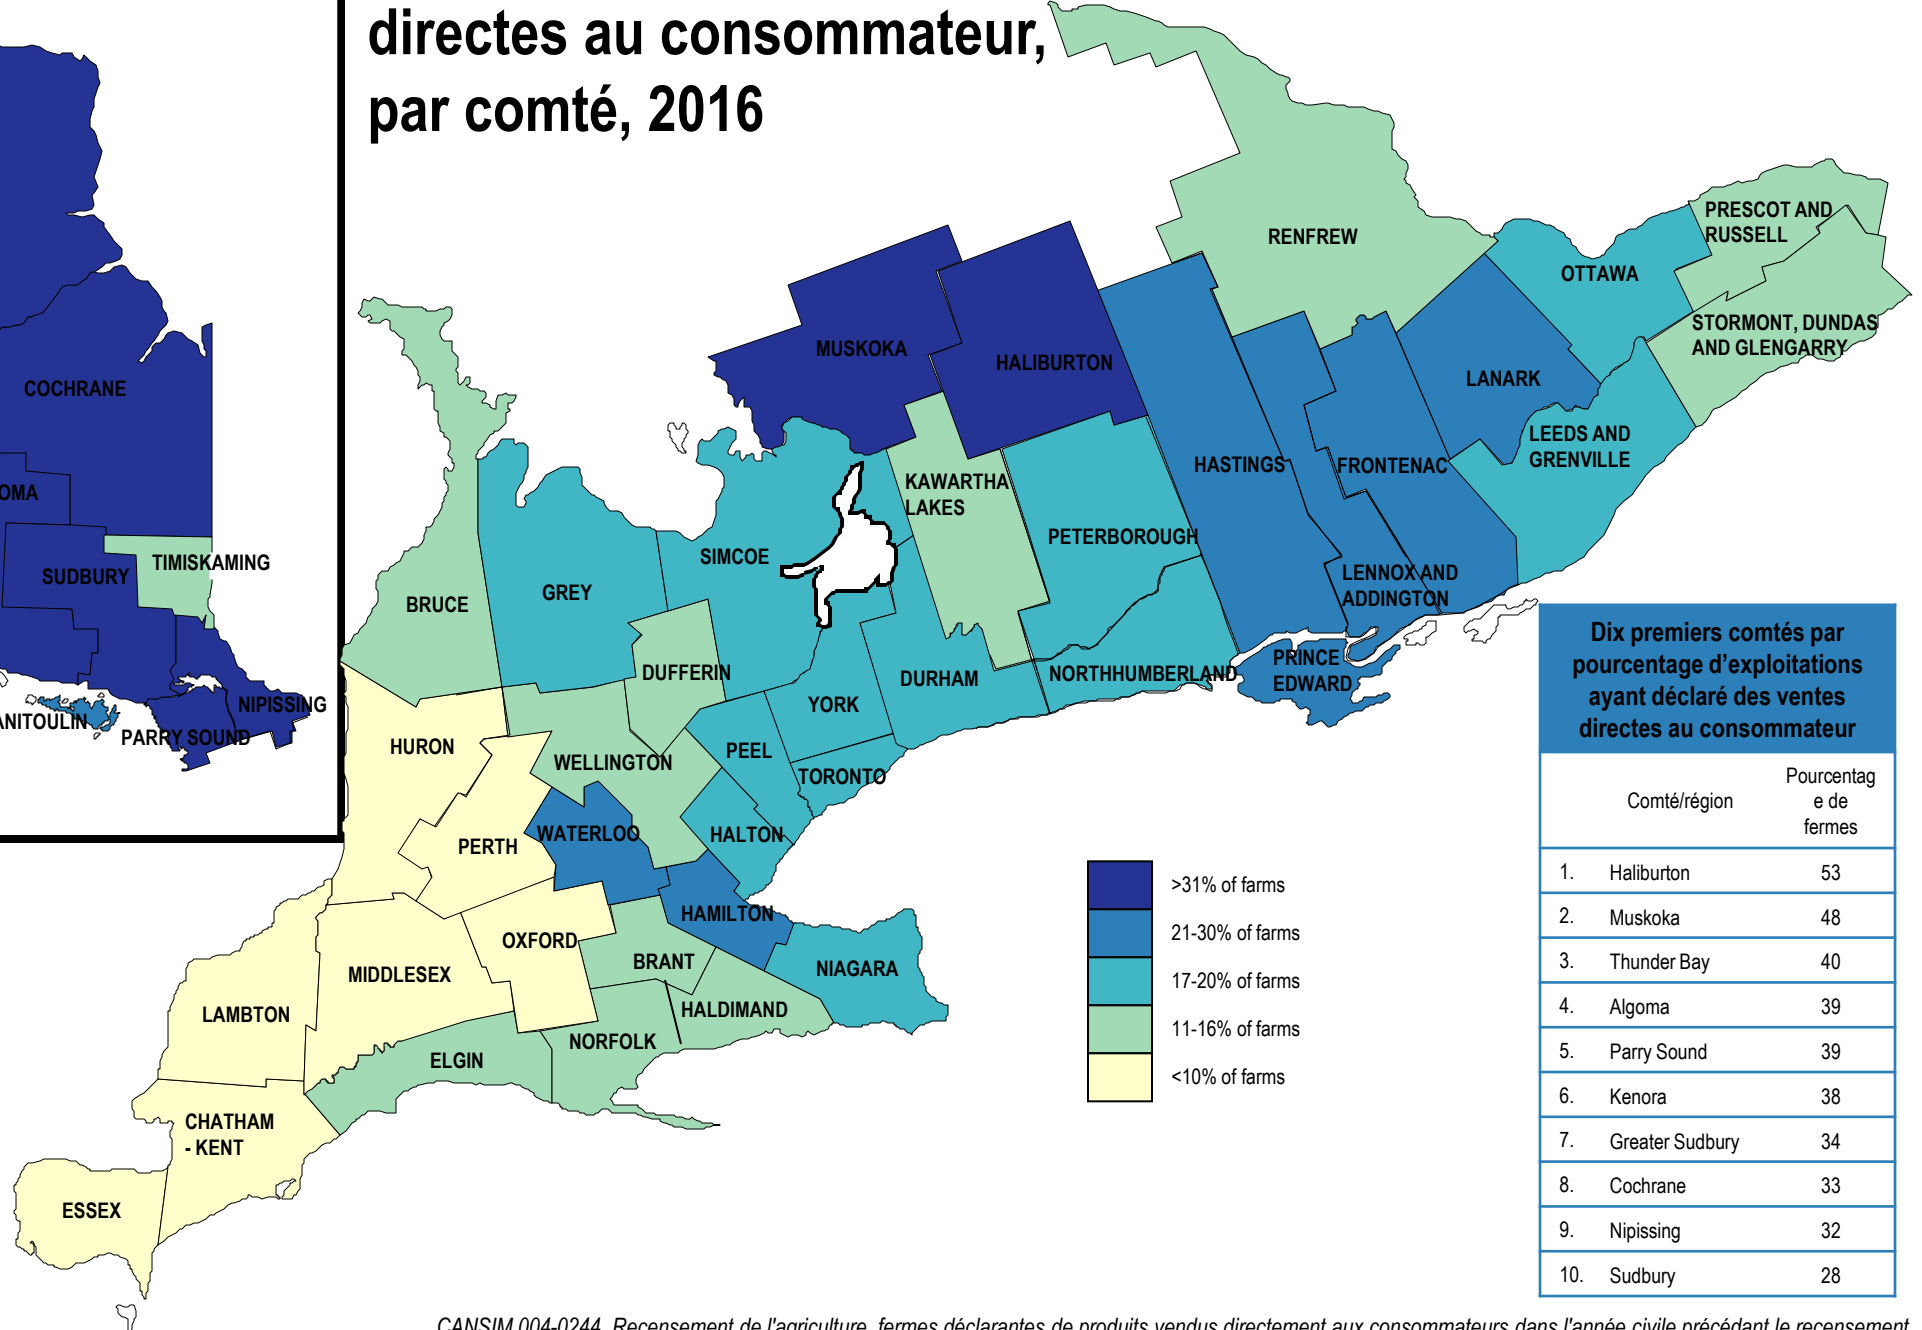 directes au consommateur,
par comté, 2016
COCHRANE
OMA
SUDBURY
TIMISKAMING
NIPISSING
ANITOULIN
PARRY SOUND
RENFREW
PRESCOT AND
RUSSELL
OTTAWA
STORMONT, DUNDAS
AND GLENGARRY
MUSKOKA
HALIBURTON
LANARK
LEEDS AND
GRENVILLE
HASTINGS
FRONTENAC
KAWARTHA
LAKES
PETERBOROUGH
SIMCOE
LENNOX AND
ADDINGTON
GREY
BRUCE
DUFFERIN
DURHAM
NORTHHUMBERLAND
PRINCE
EDWARD
YORK
HURON
WELLINGTON
PEEL
TORONTO
WATERLOO
HALTON
PERTH
HAMILTON
OXFORD
BRANT
NIAGARA
MIDDLESEX
HALDIMAND
LAMBTON
NORFOLK
ELGIN
CHATHAM
- KENT
ESSEX
>31% of farms
21-30% of farms
17-20% of farms
11-16% of farms
<10% of farms
Dix premiers comtés par
pourcentage d’exploitations
ayant déclaré des ventes
directes au consommateur
Comté/région
Pourcentag
e de
fermes
1. Haliburton 53
2. Muskoka 48
3. Thunder Bay 40
4. Algoma 39
5. Parry Sound 39
6. Kenora 38
7. Greater Sudbury 34
8. Cochrane 33
9. Nipissing 32
10. Sudbury 28
CANSIM 004-0244. Recensement de l'agriculture, fermes déclarantes de produits vendus directement aux consommateurs dans l'année civile précédant le recensement